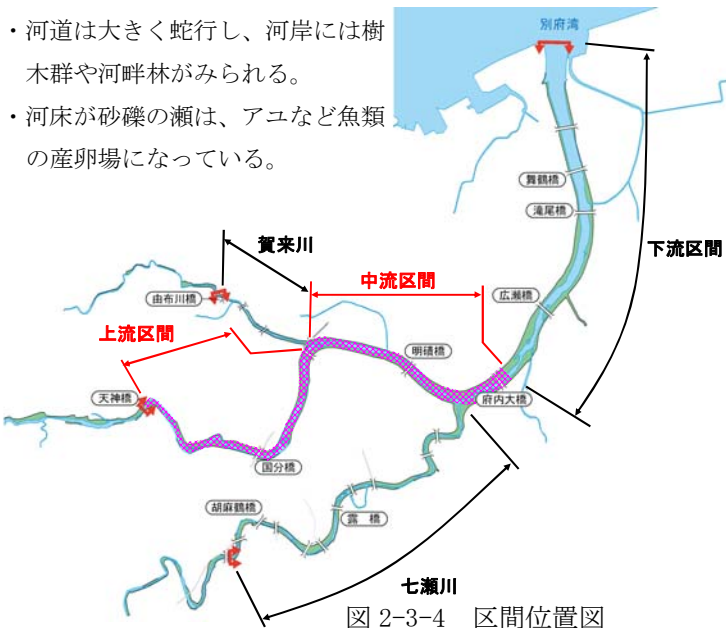 ・河道は大きく蛇行し、河岸には樹
木群や河畔林がみられる。
・河床が砂礫の瀬は、アユなど魚類
の産卵場になっている。
別府湾
舞鶴橋
滝尾橋
下流区間
賀来川
中流区間
由布川橋
広瀬橋
上流区間
明磧橋
天神橋
府内大橋
国分橋
胡麻鶴橋
露　橋
七瀬川
図 2-3-4　区間位置図